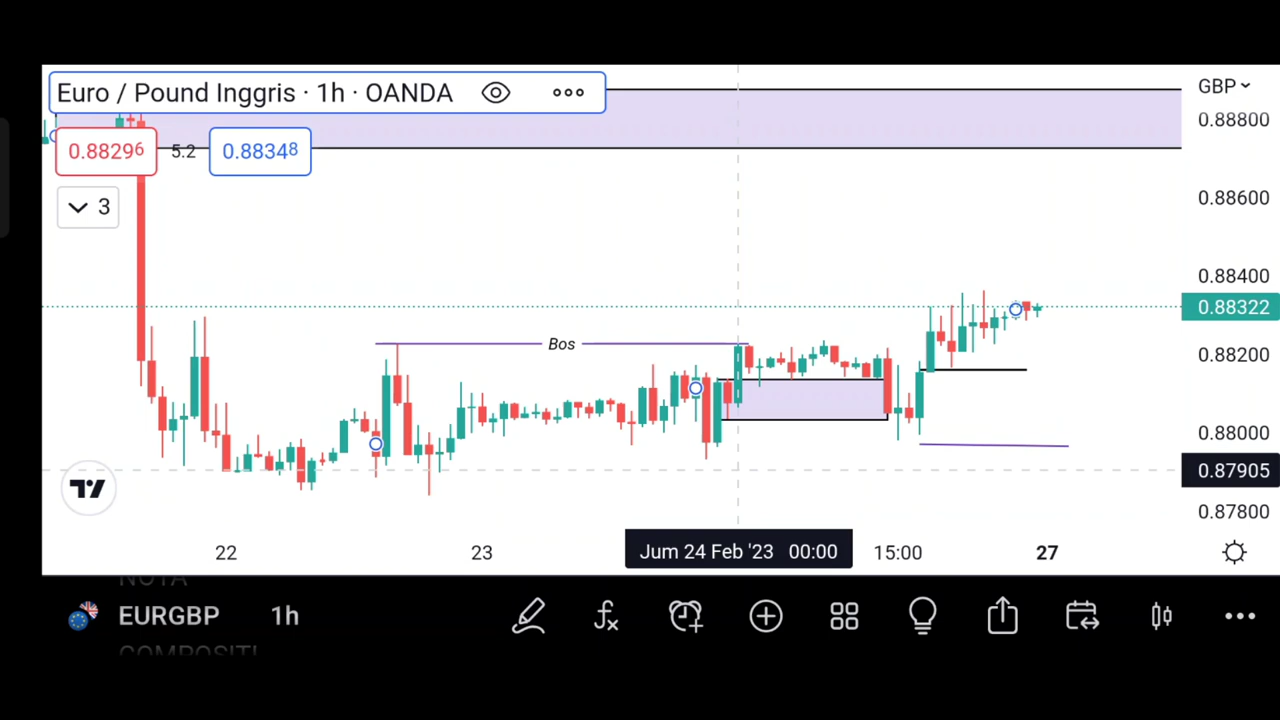 Euro / Pound Inggris · 1h · OANDA
GBP
0.88800
0.88296
5.2
0.88348
3
0.88600
0.88400
0.88322
Bos
0.88200
0.88000
0.87905
0.87800
22
23
Jum 24 Feb '23 00:00
15:00
27
NOTA
EURGBP 1h
COMPOSITI